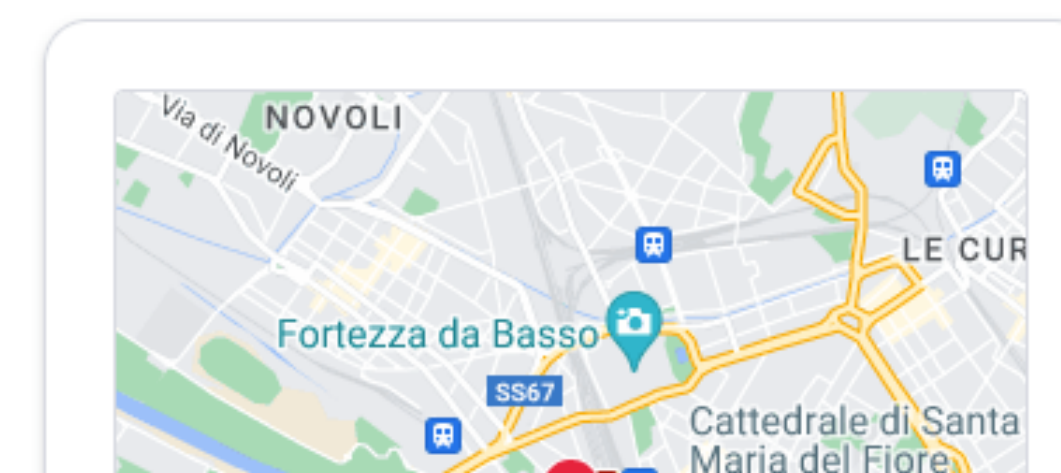 NOVOLI
Via di Novoli
LE CUR
Fortezza da Basso
SS67
Cattedrale di Santa
Maria del Fiore